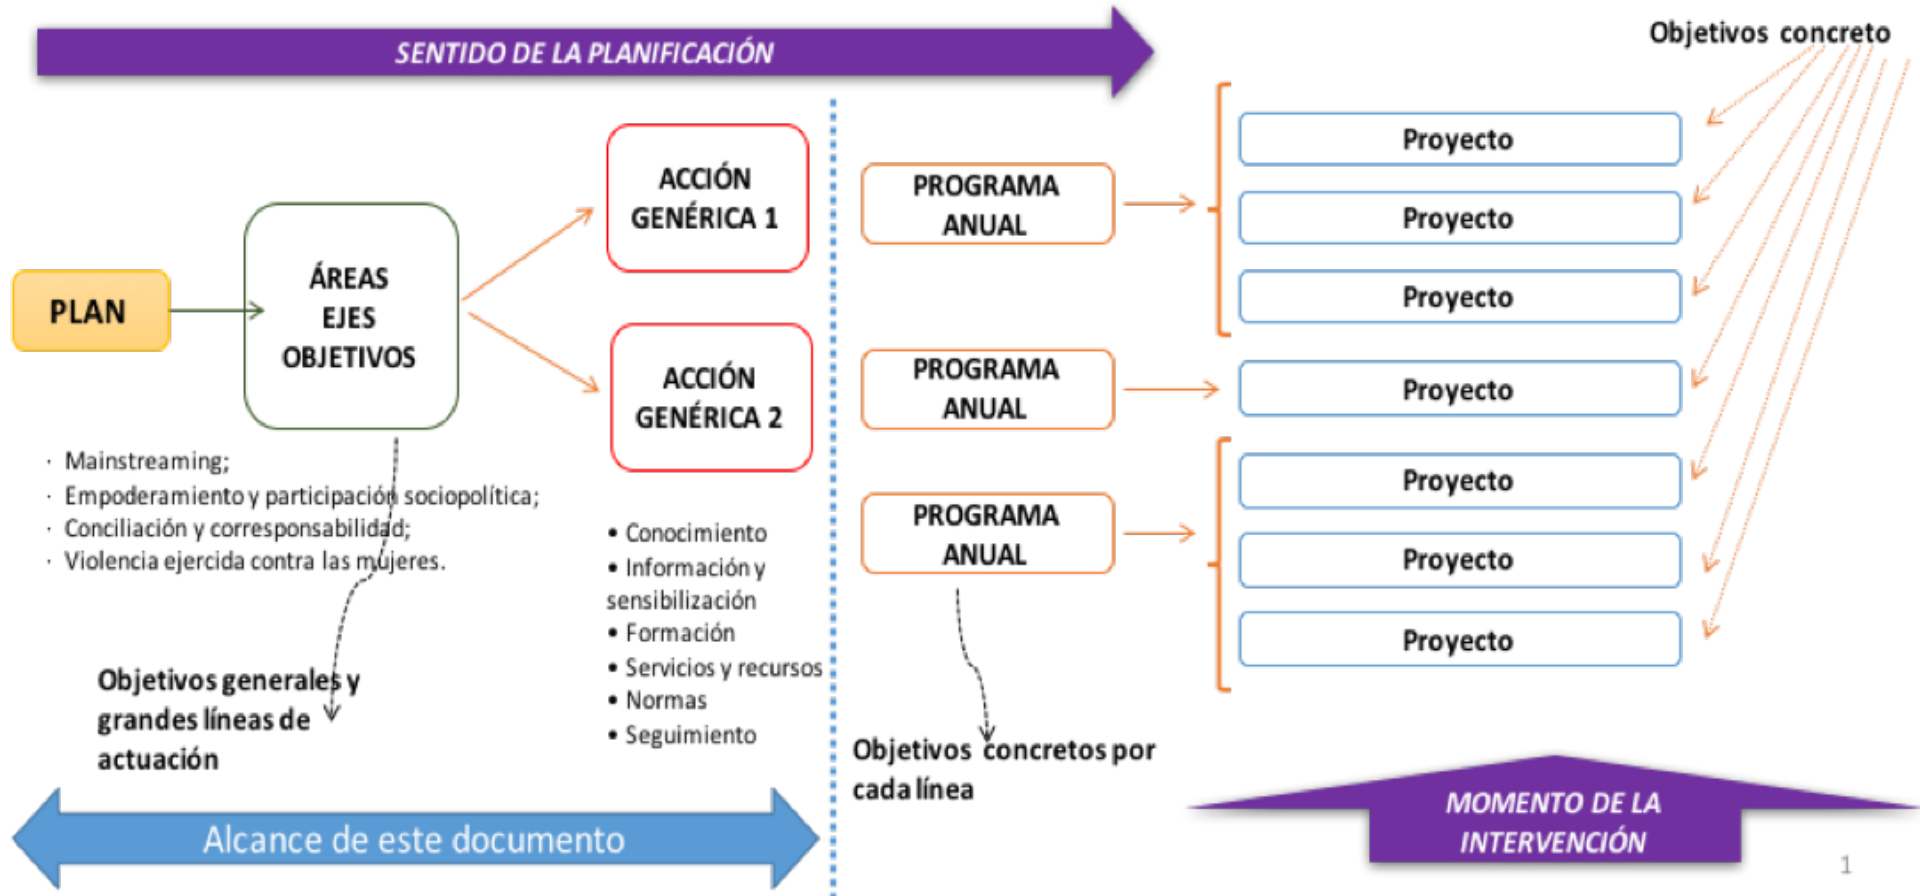 SENTIDO DE LA PLANIFICACIÓN
Objetivos concreto
PLAN
ÁREAS
EJES
OBJETIVOS
ACCIÓN
GENÉRICA 1
ACCIÓN
GENÉRICA 2
· Mainstreaming;
· Empoderamiento y participación sociopolítica;
· Conciliación y corresponsabilidad;
· Violencia ejercida contra las mujeres.
Objetivos generales y
grandes líneas de
actuación
• Conocimiento
• Información y
sensibilización
• Formación
• Servicios y recursos
• Normas
• Seguimiento
Alcance de este documento
PROGRAMA
ANUAL
PROGRAMA
ANUAL
PROGRAMA
ANUAL
Objetivos concretos por
cada línea
Proyecto
Proyecto
Proyecto
Proyecto
Proyecto
Proyecto
Proyecto
MOMENTO DE LA
INTERVENCIÓN
1